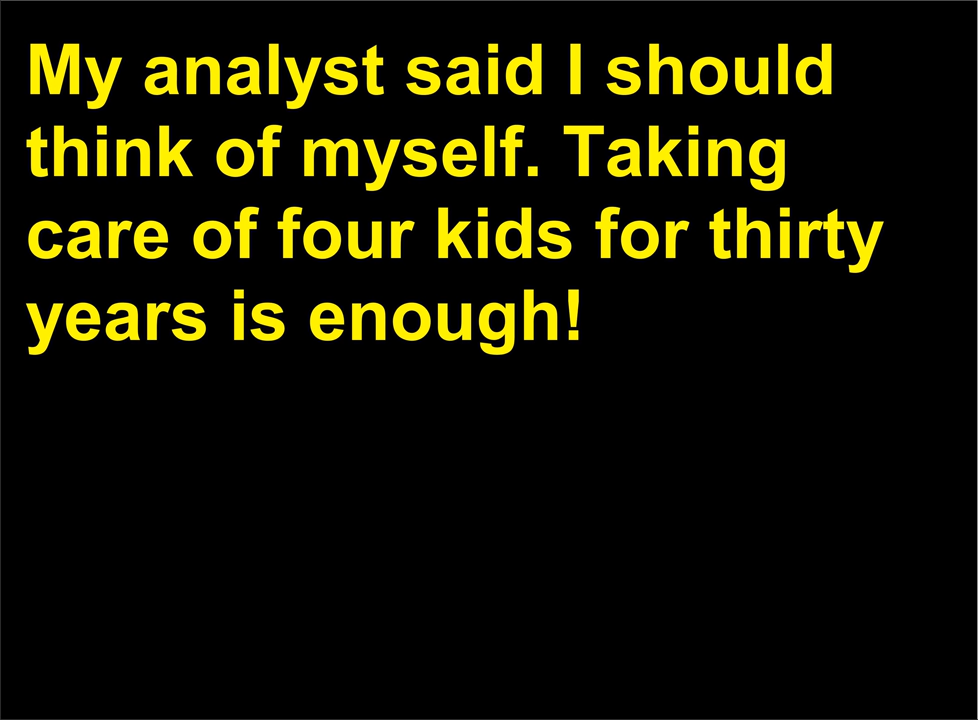 My analyst said I should
think of myself. Taking
care of four kids for thirty
years is enough!